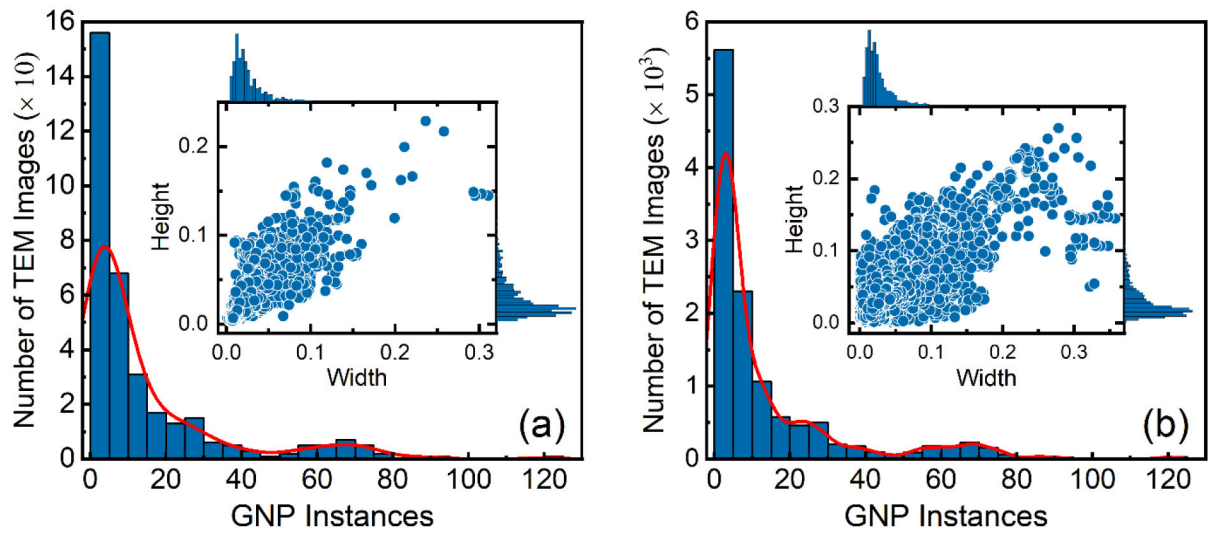 Number of TEM Images (× 10)
16
14
12
10
8
6
4
2
0
0 20 40 60 80 100 120
GNP Instances
Height
0.2
0.1
0.0
0.0 0.1 0.2 0.3
Width
(a)
Number of TEM Images (× 10³)
6
5
4
3
2
1
0
0 20 40 60 80 100 120
GNP Instances
Height
0.3
0.2
0.1
0.0
0.0 0.1 0.2 0.3
Width
(b)